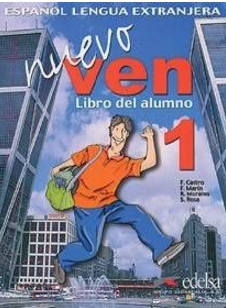 ESPAÑOL LENGUA EXTRANJERA
nuevo
ven
Libro del alumno
1
F. Castro
F. Marín
R. Morales
S. Rosa
edelsa